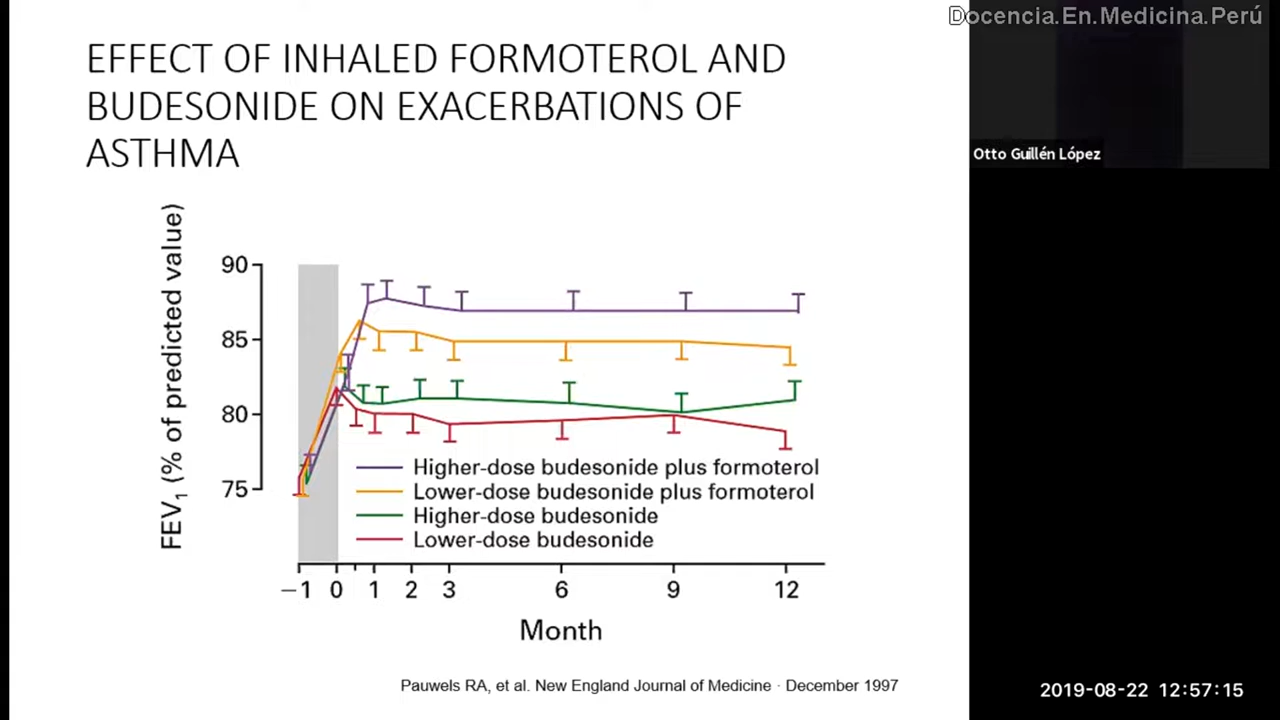 Docencia.En.Medicina.Perú
EFFECT OF INHALED FORMOTEROL AND
BUDESONIDE ON EXACERBATIONS OF
ASTHMA
Otto Guillén López
FEV1 (% of predicted value)
90
85
80
75
Higher-dose budesonide plus formoterol
Lower-dose budesonide plus formoterol
Higher-dose budesonide
Lower-dose budesonide
−1 0 1 2 3 6 9 12
Month
Pauwels RA, et al. New England Journal of Medicine · December 1997
2019-08-22 12:57:15